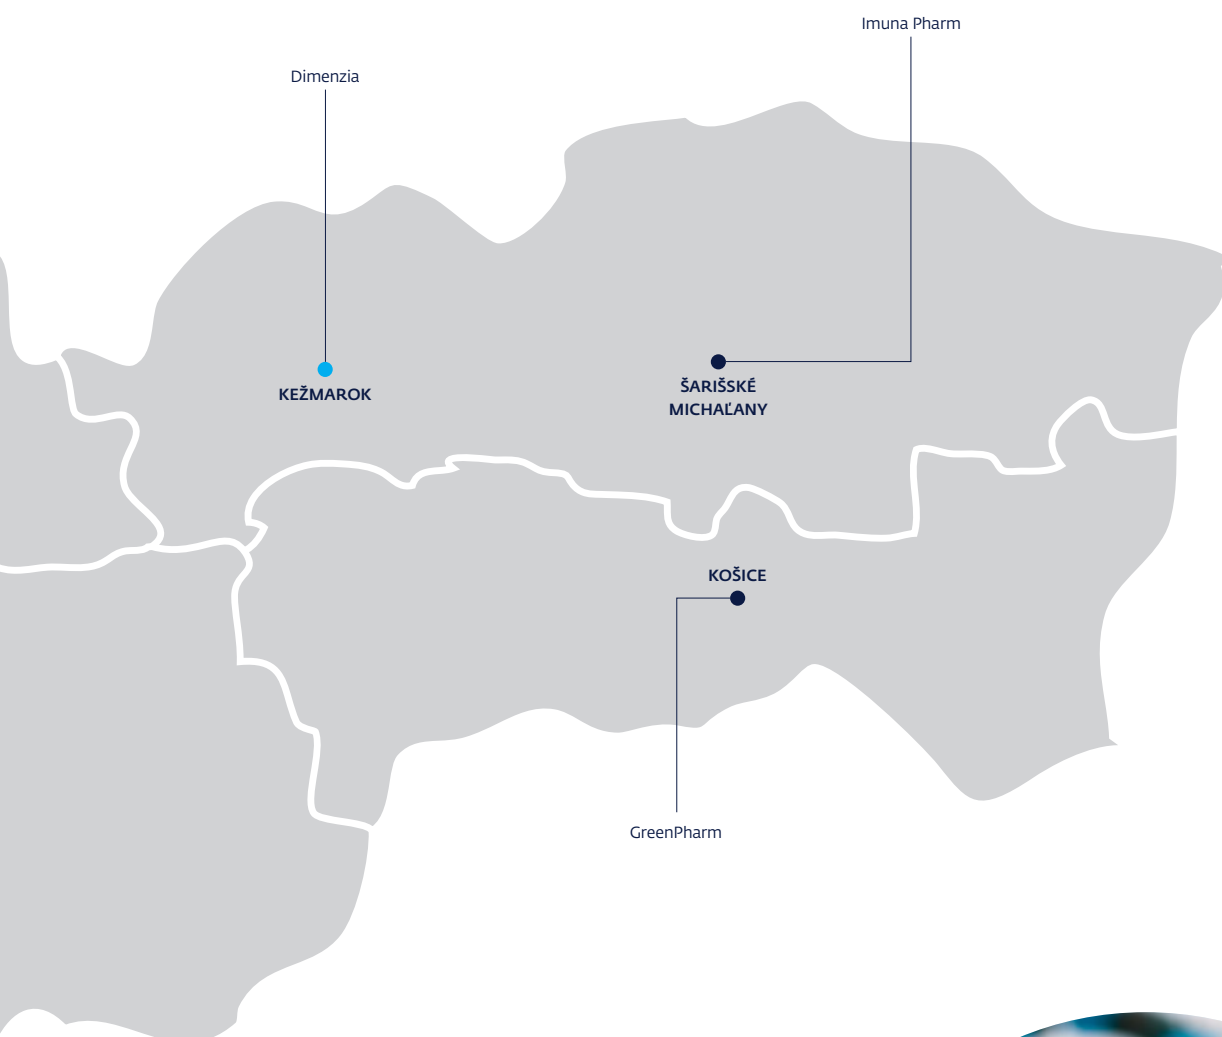 Imuna Pharm
Dimenzia
KEŽMAROK
ŠARIŠSKÉ
MICHAĽANY
KOŠICE
GreenPharm